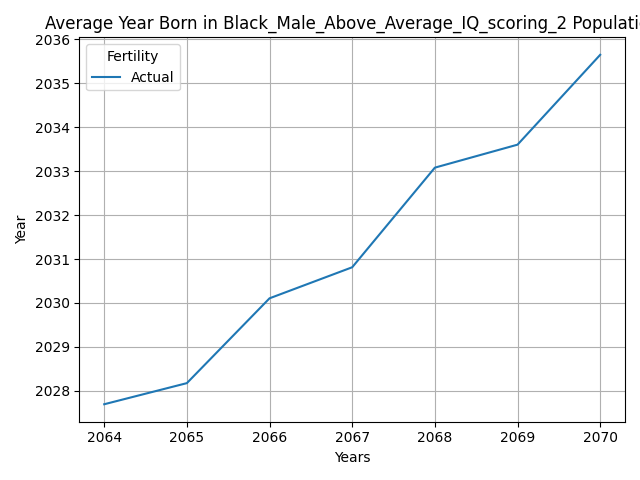 Average Year Born in Black_Male_Above_Average_IQ_scoring_2 Populati
2036
2035
2034
2033
2032
2031
2030
2029
2028
Year
Fertility
Actual
2064 2065 2066 2067 2068 2069 2070
Years